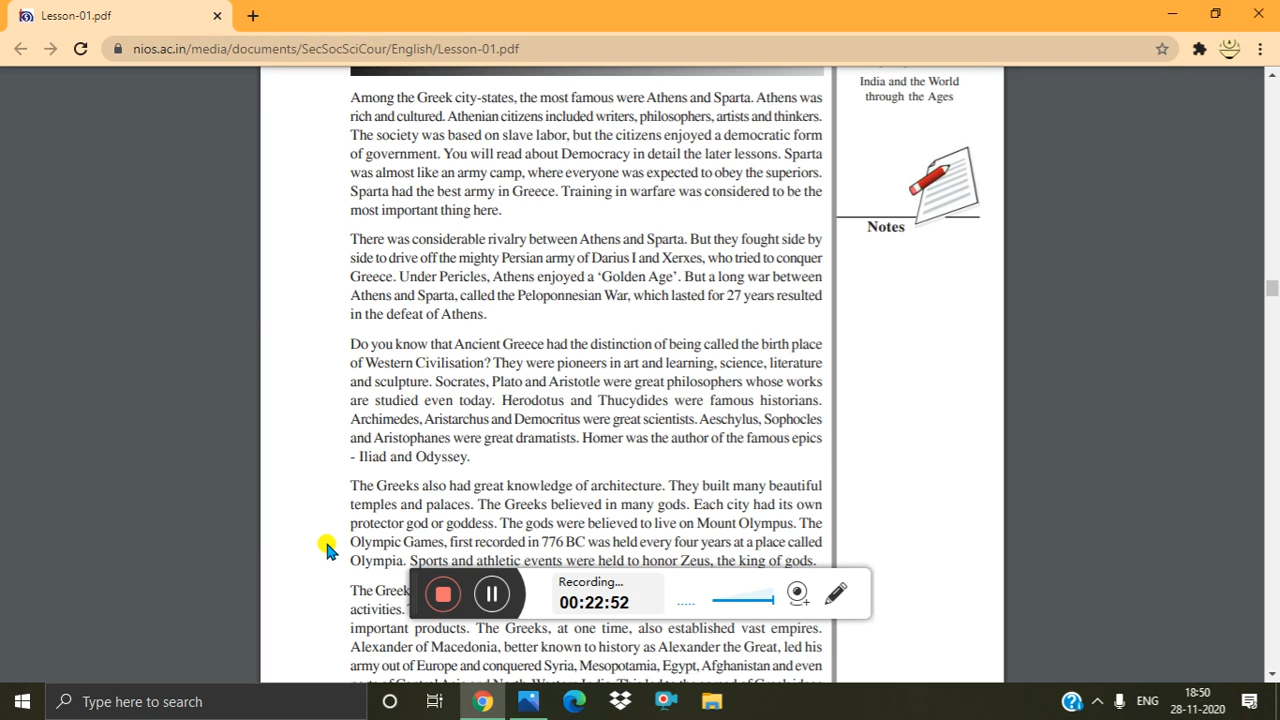 Lesson-01.pdf
nios.ac.in/media/documents/SecSocSciCour/English/Lesson-01.pdf
India and the World
through the Ages
Notes
Among the Greek city-states, the most famous were Athens and Sparta. Athens was
rich and cultured. Athenian citizens included writers, philosophers, artists and thinkers.
The society was based on slave labor, but the citizens enjoyed a democratic form
of government. You will read about Democracy in detail the later lessons. Sparta
was almost like an army camp, where everyone was expected to obey the superiors.
Sparta had the best army in Greece. Training in warfare was considered to be the
most important thing here.
There was considerable rivalry between Athens and Sparta. But they fought side by
side to drive off the mighty Persian army of Darius I and Xerxes, who tried to conquer
Greece. Under Pericles, Athens enjoyed a ‘Golden Age’. But a long war between
Athens and Sparta, called the Peloponnesian War, which lasted for 27 years resulted
in the defeat of Athens.
Do you know that Ancient Greece had the distinction of being called the birth place
of Western Civilisation? They were pioneers in art and learning, science, literature
and sculpture. Socrates, Plato and Aristotle were great philosophers whose works
are studied even today. Herodotus and Thucydides were famous historians.
Archimedes, Aristarchus and Democritus were great scientists. Aeschylus, Sophocles
and Aristophanes were great dramatists. Homer was the author of the famous epics
- Iliad and Odyssey.
The Greeks also had great knowledge of architecture. They built many beautiful
temples and palaces. The Greeks believed in many gods. Each city had its own
protector god or goddess. The gods were believed to live on Mount Olympus. The
Olympic Games, first recorded in 776 BC was held every four years at a place called
Olympia. Sports and athletic events were held to honor Zeus, the king of gods.
The Greek
activities.
important products. The Greeks, at one time, also established vast empires.
Alexander of Macedonia, better known to history as Alexander the Great, led his
army out of Europe and conquered Syria, Mesopotamia, Egypt, Afghanistan and even
Recording...
00:22:52
Type here to search
ENG
18:50
28-11-2020